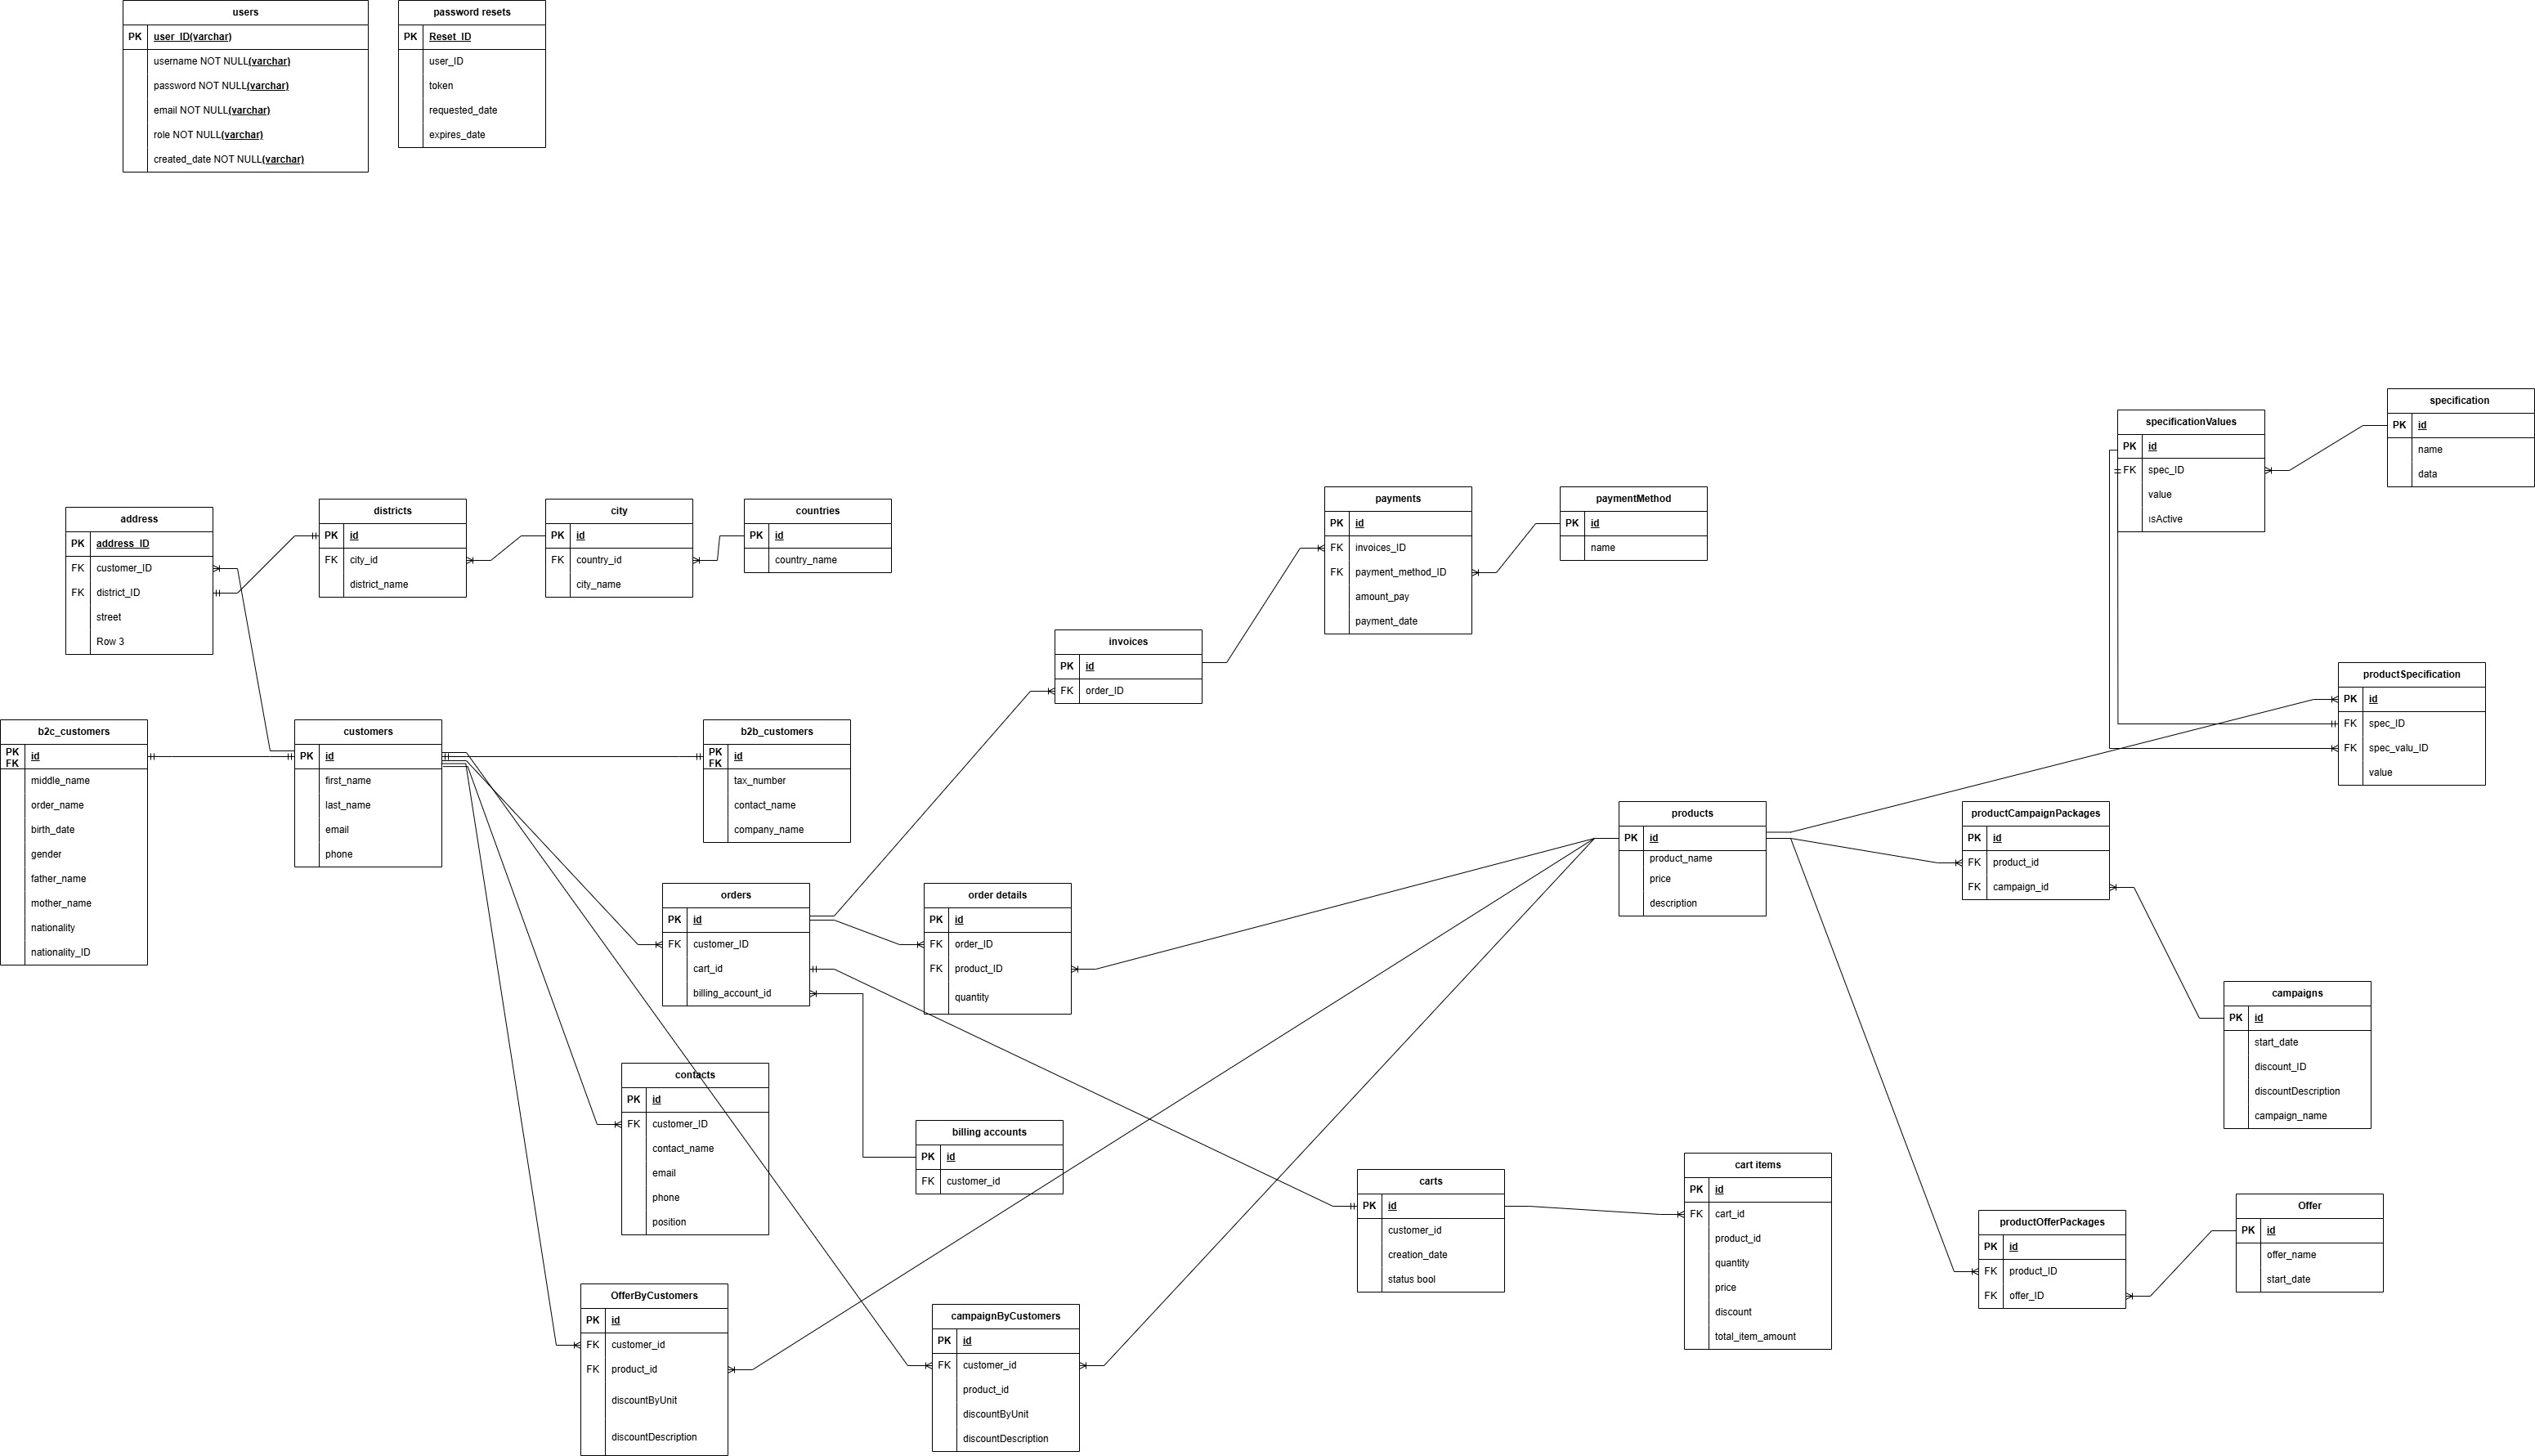 users
PK user_ID(varchar)
username NOT NULL(varchar)
password NOT NULL(varchar)
email NOT NULL(varchar)
role NOT NULL(varchar)
created_date NOT NULL(varchar)
password resets
PK Reset_ID
user_ID
token
requested_date
expires_date
specification
PK id
name
data
specificationValues
PK id
FK spec_ID
value
ısActive
payments
PK id
FK invoices_ID
FK payment_method_ID
amount_pay
payment_date
paymentMethod
PK id
name
address
PK address_ID
FK customer_ID
FK district_ID
street
Row 3
districts
PK id
FK city_id
district_name
city
PK id
FK country_id
city_name
countries
PK id
country_name
invoices
PK id
FK order_ID
productSpecification
PK id
FK spec_ID
FK spec_valu_ID
value
b2c_customers
PK
FK id
middle_name
order_name
birth_date
gender
father_name
mother_name
nationality
nationality_ID
customers
PK id
first_name
last_name
email
phone
b2b_customers
PK
FK id
tax_number
contact_name
company_name
products
PK id
product_name
price
description
productCampaignPackages
PK id
FK product_id
FK campaign_id
orders
PK id
FK customer_ID
cart_id
billing_account_id
order details
PK id
FK order_ID
FK product_ID
quantity
campaigns
PK id
start_date
discount_ID
discountDescription
campaign_name
contacts
PK id
FK customer_ID
contact_name
email
phone
position
billing accounts
PK id
FK customer_id
carts
PK id
customer_id
creation_date
status bool
cart items
PK id
FK cart_id
product_id
quantity
price
discount
total_item_amount
productOfferPackages
PK id
FK product_ID
FK offer_ID
Offer
PK id
offer_name
start_date
OfferByCustomers
PK id
FK customer_id
FK product_id
discountByUnit
discountDescription
campaignByCustomers
PK id
FK customer_id
product_id
discountByUnit
discountDescription